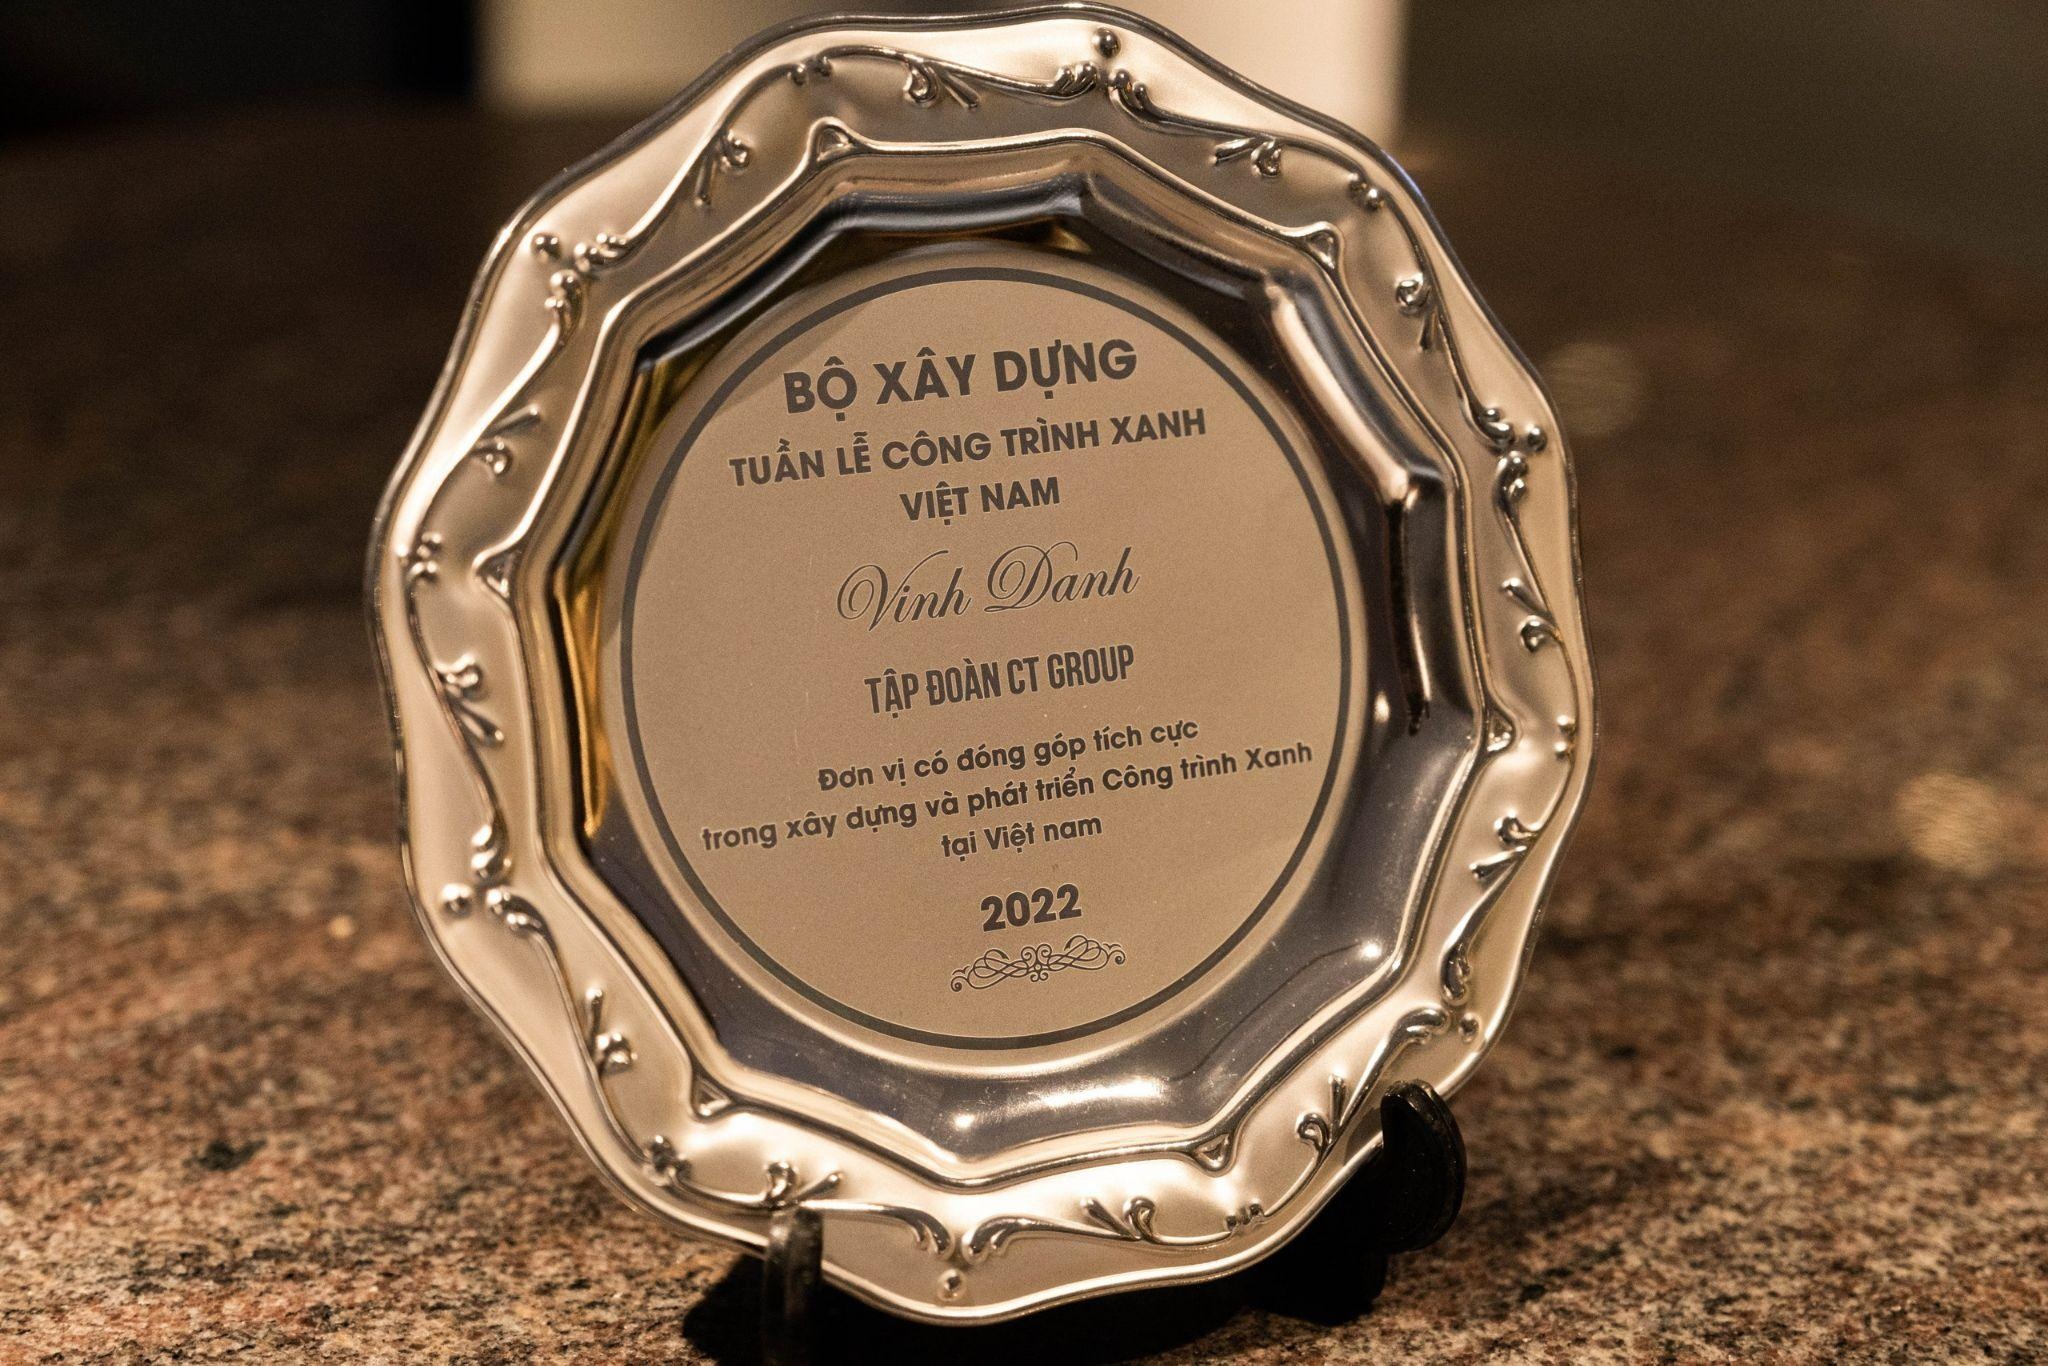 BỘ XÂY DỰNG
TUẦN LỄ CÔNG TRÌNH XANH
VIỆT NAM
Vinh Danh
TẬP ĐOÀN CT GROUP
Đơn vị có đóng góp tích cực
trong xây dựng và phát triển Công trình Xanh
tại Việt nam
2022